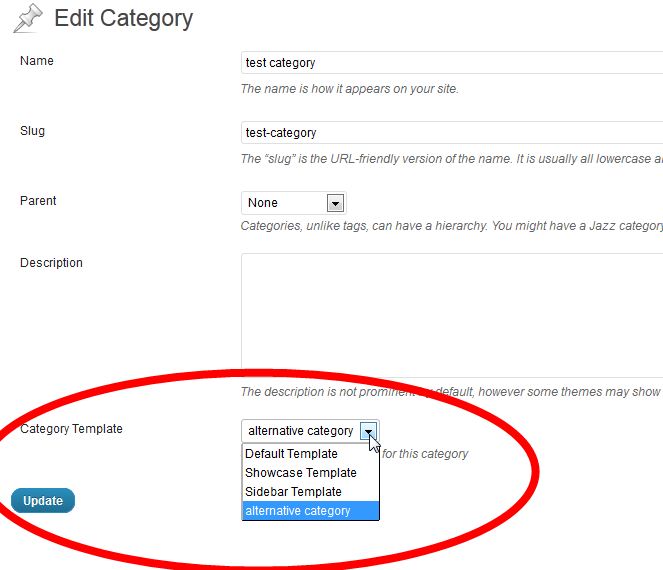 Edit Category
Name
test category
The name is how it appears on your site.
Slug
test-category
The “slug” is the URL-friendly version of the name. It is usually all lowercase
Parent
None
Categories, unlike tags, can have a hierarchy. You might have a Jazz category
Description
The description is not prominent by default, however some themes may show
Category Template
alternative category
for this category
Default Template
Showcase Template
Sidebar Template
alternative category
Update